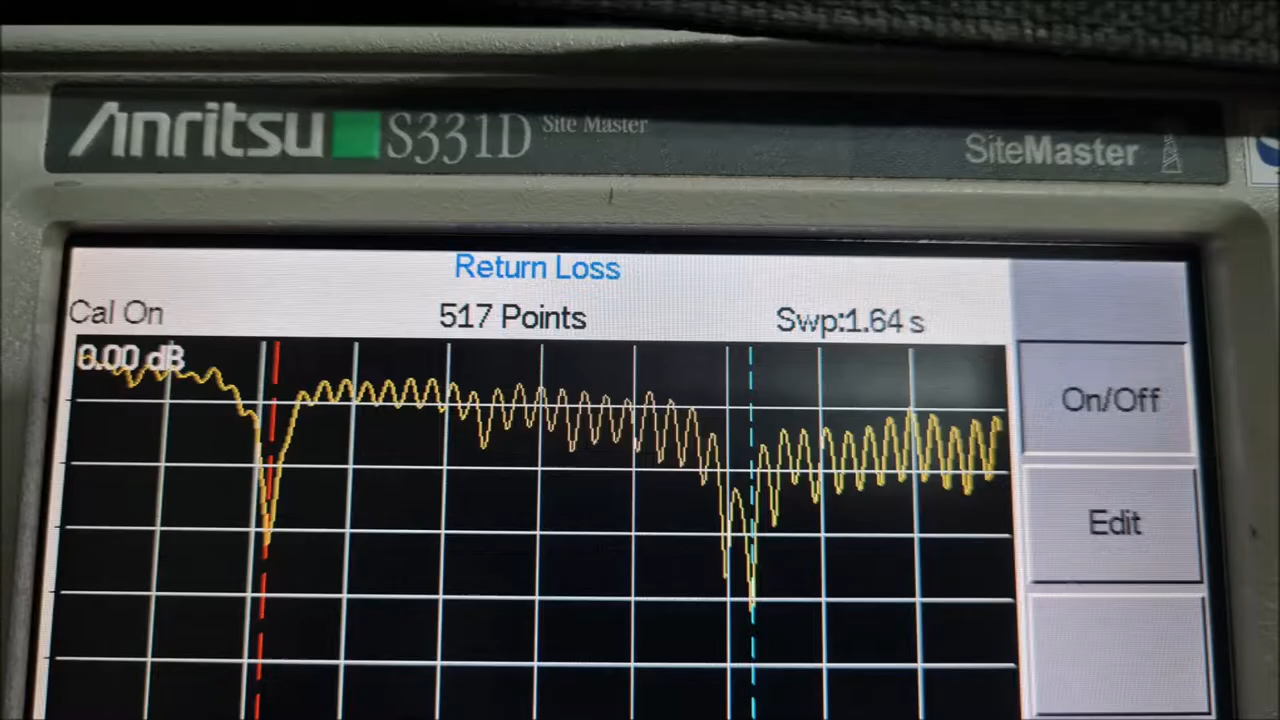 Anritsu S331D Site Master SiteMaster
Return Loss
Cal On 517 Points Swp:1.64 s
0.00 dB
On/Off
Edit